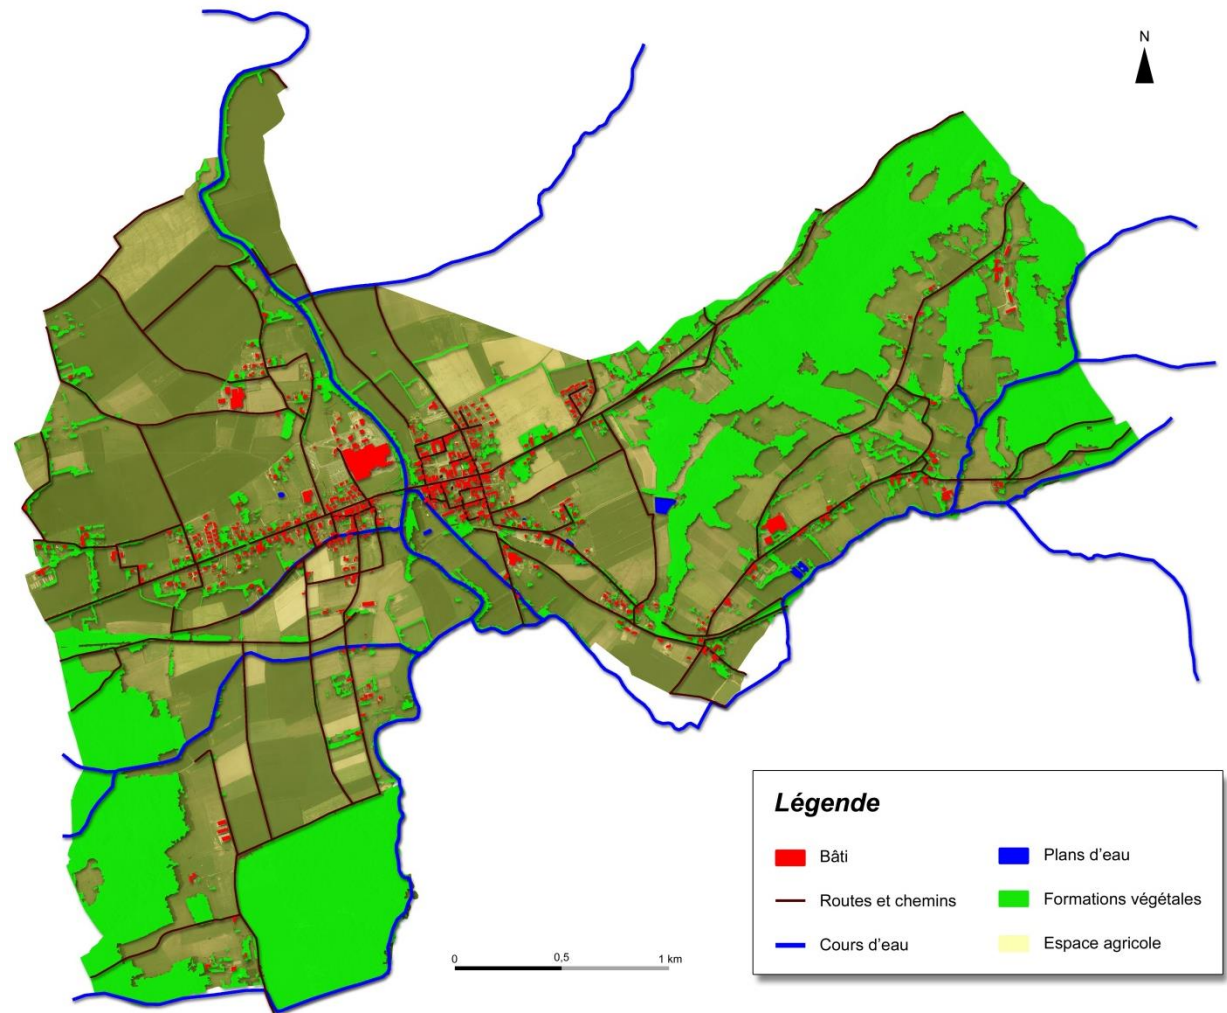 N
Légende
Bâti
Plans d'eau
Routes et chemins
Formations végétales
Cours d'eau
Espace agricole
0 0,5 1 km